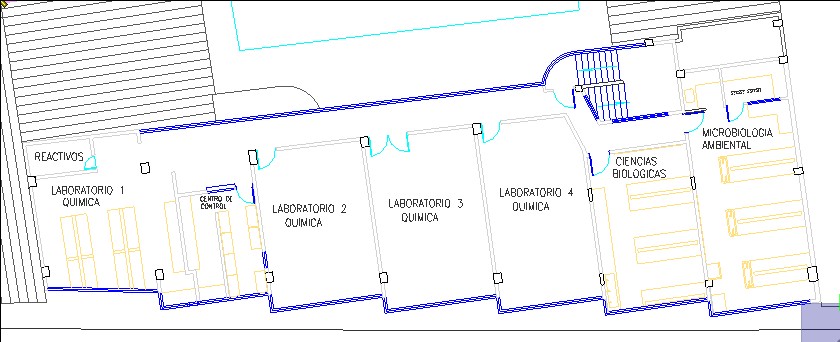 REACTIVOS
LABORATORIO 1
QUIMICA
CENTRO DE
CONTROL
LABORATORIO 2
QUIMICA
LABORATORIO 3
QUIMICA
LABORATORIO 4
QUIMICA
CIENCIAS
BIOLOGICAS
MICROBIOLOGIA
AMBIENTAL